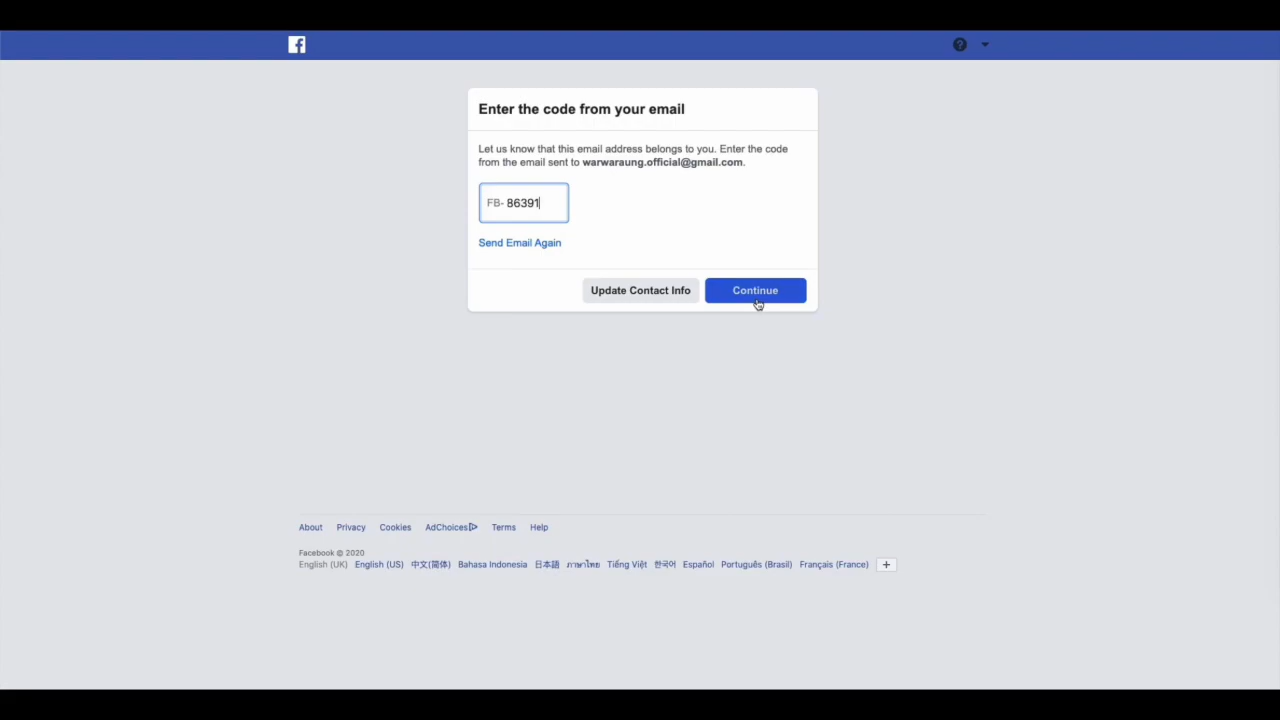 f
?
Enter the code from your email
Let us know that this email address belongs to you. Enter the code
from the email sent to warwaraung.official@gmail.com.
FB- 86391
Send Email Again
Update Contact Info Continue
About Privacy Cookies AdChoices Terms Help
Facebook © 2020
English (UK) English (US) 中文(简体) Bahasa Indonesia 日本語 ภาษาไทย Tiếng Việt 한국어 Español Português (Brasil) Français (France) +